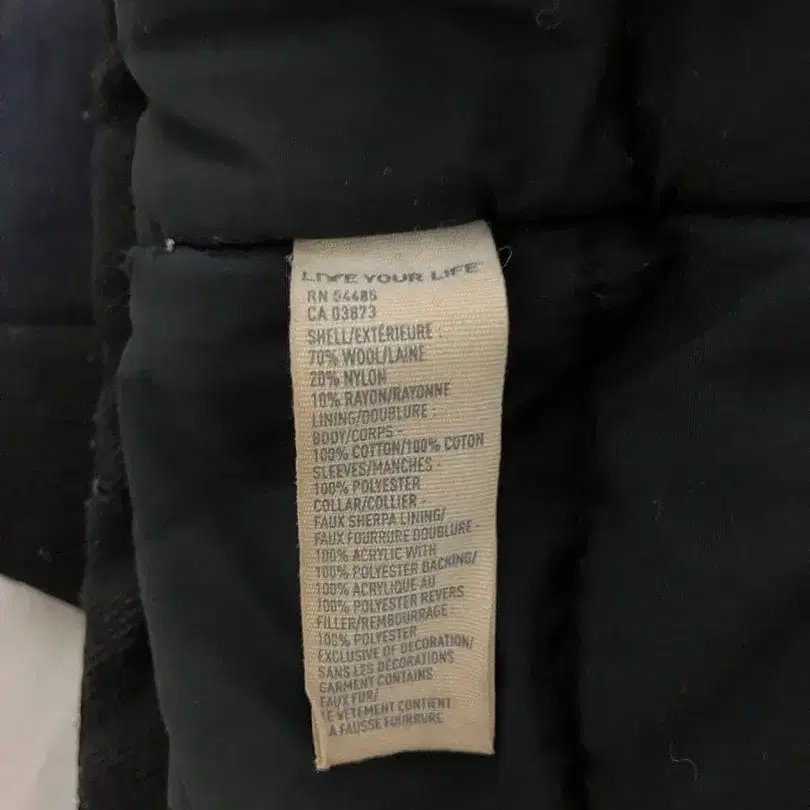 LIVE YOUR LIFE
RN 54485
CA 03873
SHELL/EXTÉRIEURE :
70% WOOL/LAINE
20% NYLON
10% RAYON/RAYONNE
LINING/DOUBLURE :
BODY/CORPS -
100% COTTON/100% COTON
SLEEVES/MANCHES -
100% POLYESTER
COLLAR/COLLIER -
FAUX SHERPA LINING/
FAUX FOURRURE DOUBLURE -
100% ACRYLIC WITH
100% POLYESTER BACKING/
100% ACRYLIQUE AU
100% POLYESTER REVERS
FILLER/REMBOURRAGE :
100% POLYESTER
EXCLUSIVE OF DECORATION/
SANS LES DÉCORATIONS
GARMENT CONTAINS
FAUX FUR/
LE VÊTEMENT CONTIENT
LA FAUSSE FOURRURE